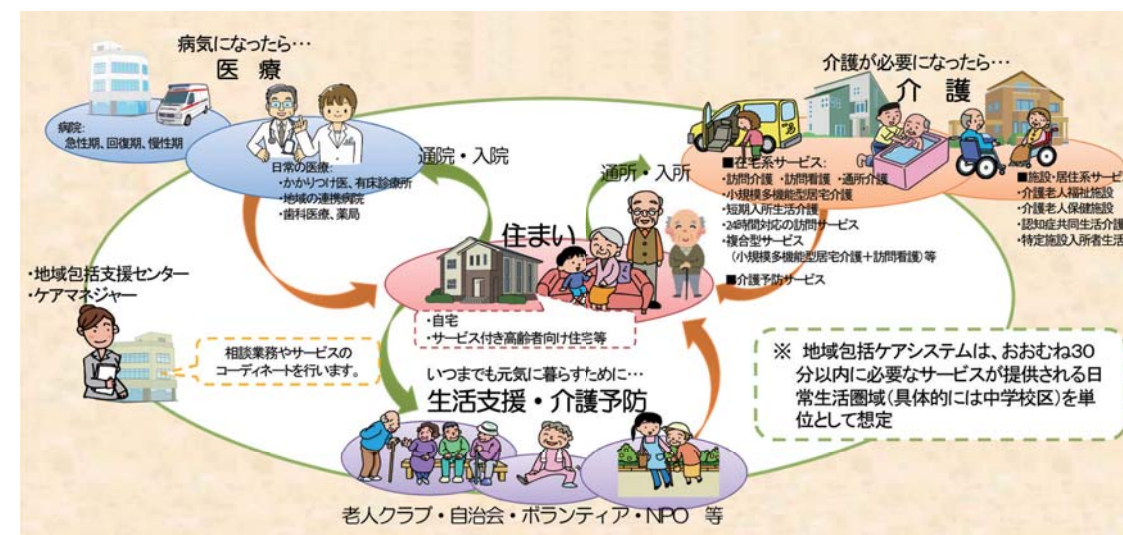 病気になったら…
医 療
病院:
急性期、回復期、慢性期
日常の医療:
・かかりつけ医、有床診療所
・地域の連携病院
・歯科医療、薬局
通院・入院
介護が必要になったら…
介 護
通所・入所
■在宅系サービス:
・訪問介護 ・訪問看護 ・通所介護
・小規模多機能型居宅介護
・短期入所生活介護
・24時間対応の訪問サービス
・複合型サービス
(小規模多機能型居宅介護+訪問看護)等
■介護予防サービス
■施設・居住系サービ
・介護老人福祉施設
・介護老人保健施設
・認知症共同生活介護
・特定施設入所者生活
住まい
・自宅
・サービス付き高齢者向け住宅等
・地域包括支援センター
・ケアマネジャー
相談業務やサービスの
コーディネートを行います。
いつまでも元気に暮らすために…
生活支援・介護予防
老人クラブ・自治会・ボランティア・NPO 等
※ 地域包括ケアシステムは、おおむね30
分以内に必要なサービスが提供される日
常生活圏域(具体的には中学校区)を単
位として想定